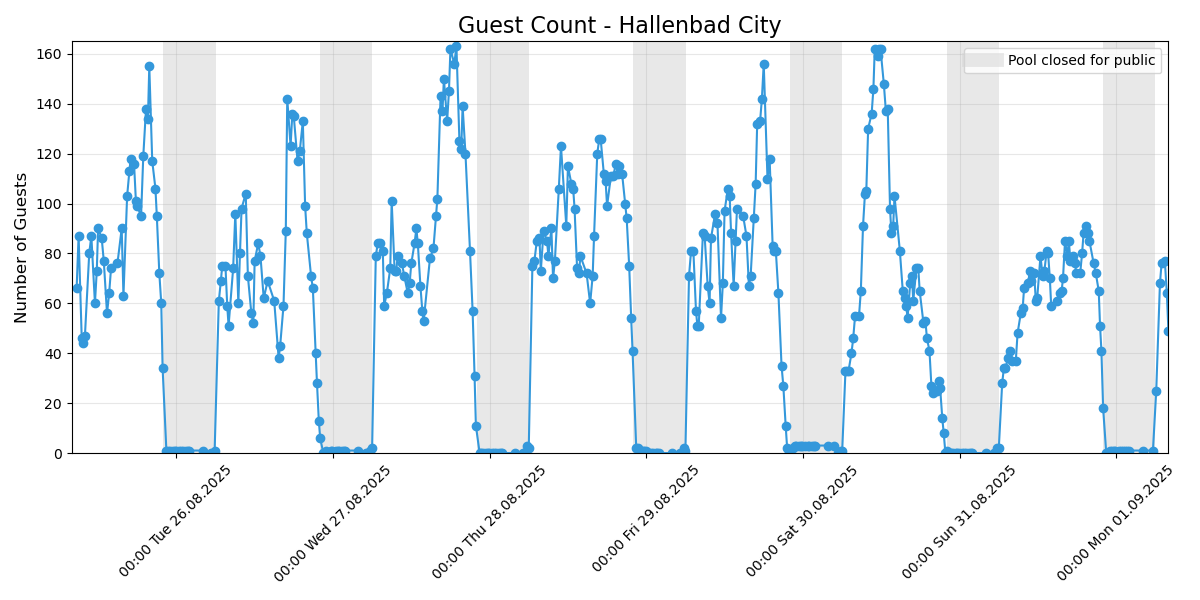 Guest Count - Hallenbad City
Pool closed for public
Number of Guests
160
140
120
100
80
60
40
20
0
00:00 Tue 26.08.2025
00:00 Wed 27.08.2025
00:00 Thu 28.08.2025
00:00 Fri 29.08.2025
00:00 Sat 30.08.2025
00:00 Sun 31.08.2025
00:00 Mon 01.09.2025